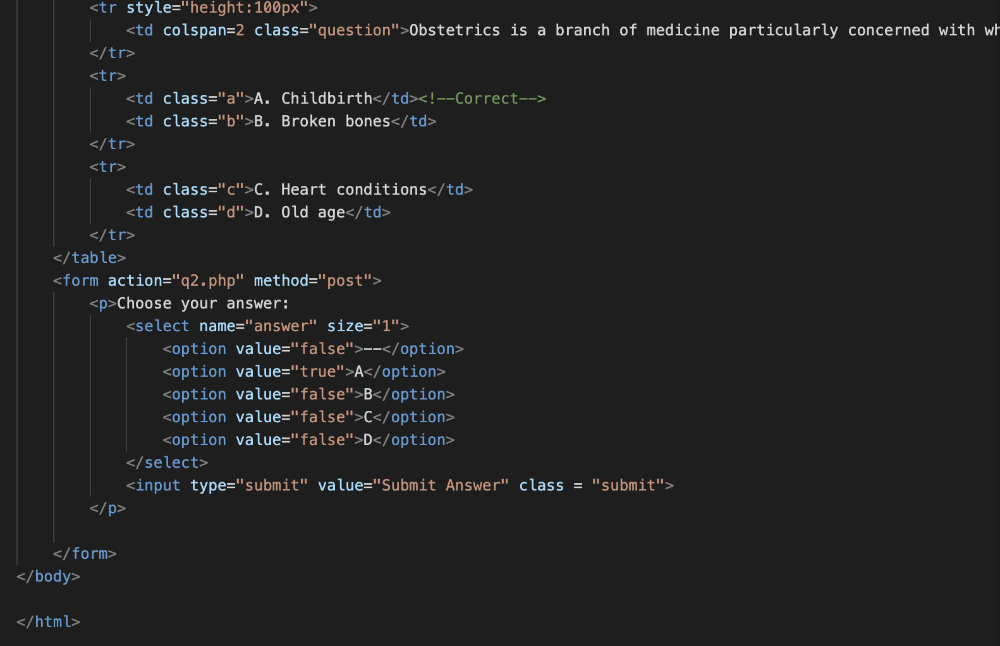 <tr style="height:100px">
<td colspan=2 class="question">Obstetrics is a branch of medicine particularly concerned with
</tr>
<tr>
<td class="a">A. Childbirth</td><!--Correct-->
<td class="b">B. Broken bones</td>
</tr>
<tr>
<td class="c">C. Heart conditions</td>
<td class="d">D. Old age</td>
</tr>
</table>
<form action="q2.php" method="post">
<p>Choose your answer:
<select name="answer" size="1">
<option value="false">--</option>
<option value="true">A</option>
<option value="false">B</option>
<option value="false">C</option>
<option value="false">D</option>
</select>
<input type="submit" value="Submit Answer" class = "submit">
</p>
</form>
</body>
</html>